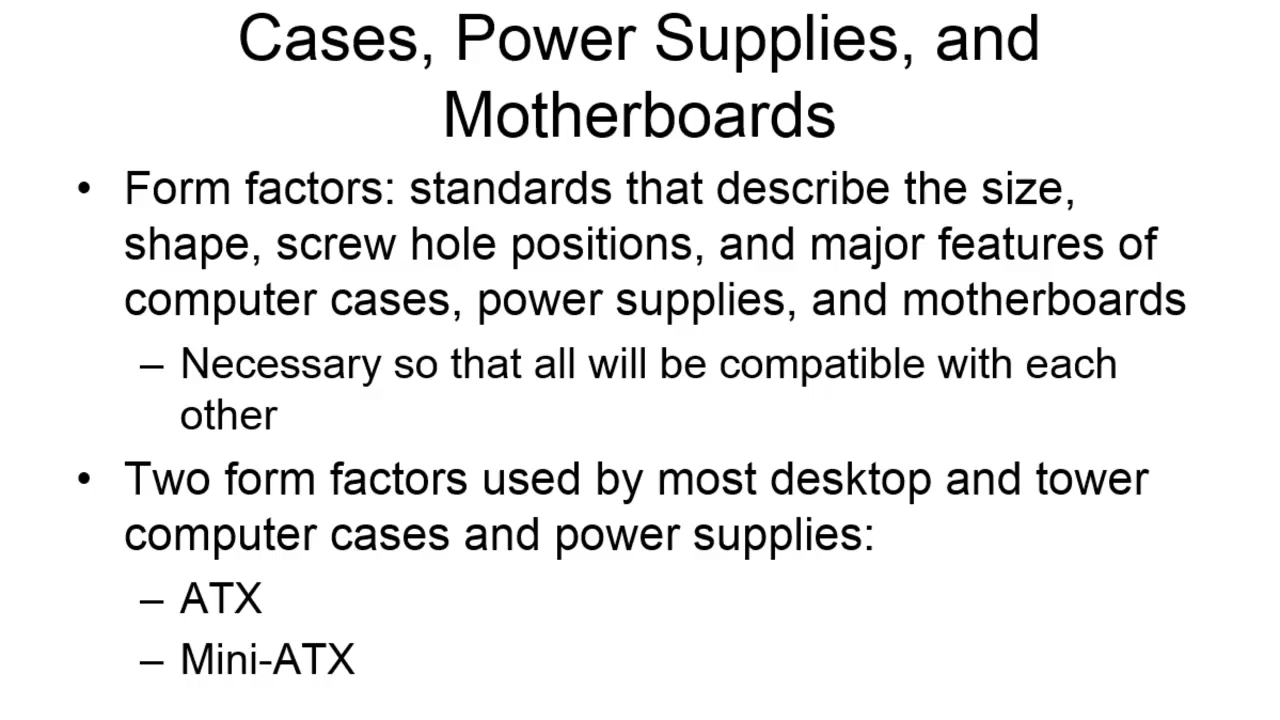 Cases, Power Supplies, and
Motherboards
• Form factors: standards that describe the size,
shape, screw hole positions, and major features of
computer cases, power supplies, and motherboards
– Necessary so that all will be compatible with each
other
• Two form factors used by most desktop and tower
computer cases and power supplies:
– ATX
– Mini-ATX